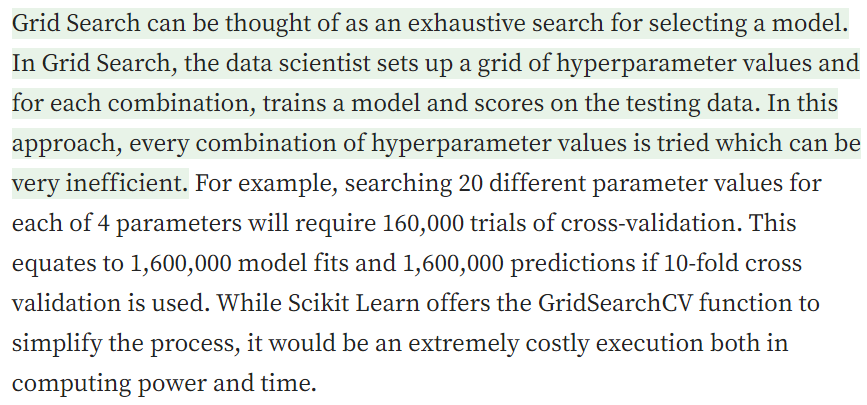 Grid Search can be thought of as an exhaustive search for selecting a model.
In Grid Search, the data scientist sets up a grid of hyperparameter values and
for each combination, trains a model and scores on the testing data. In this
approach, every combination of hyperparameter values is tried which can be
very inefficient. For example, searching 20 different parameter values for
each of 4 parameters will require 160,000 trials of cross-validation. This
equates to 1,600,000 model fits and 1,600,000 predictions if 10-fold cross
validation is used. While Scikit Learn offers the GridSearchCV function to
simplify the process, it would be an extremely costly execution both in
computing power and time.